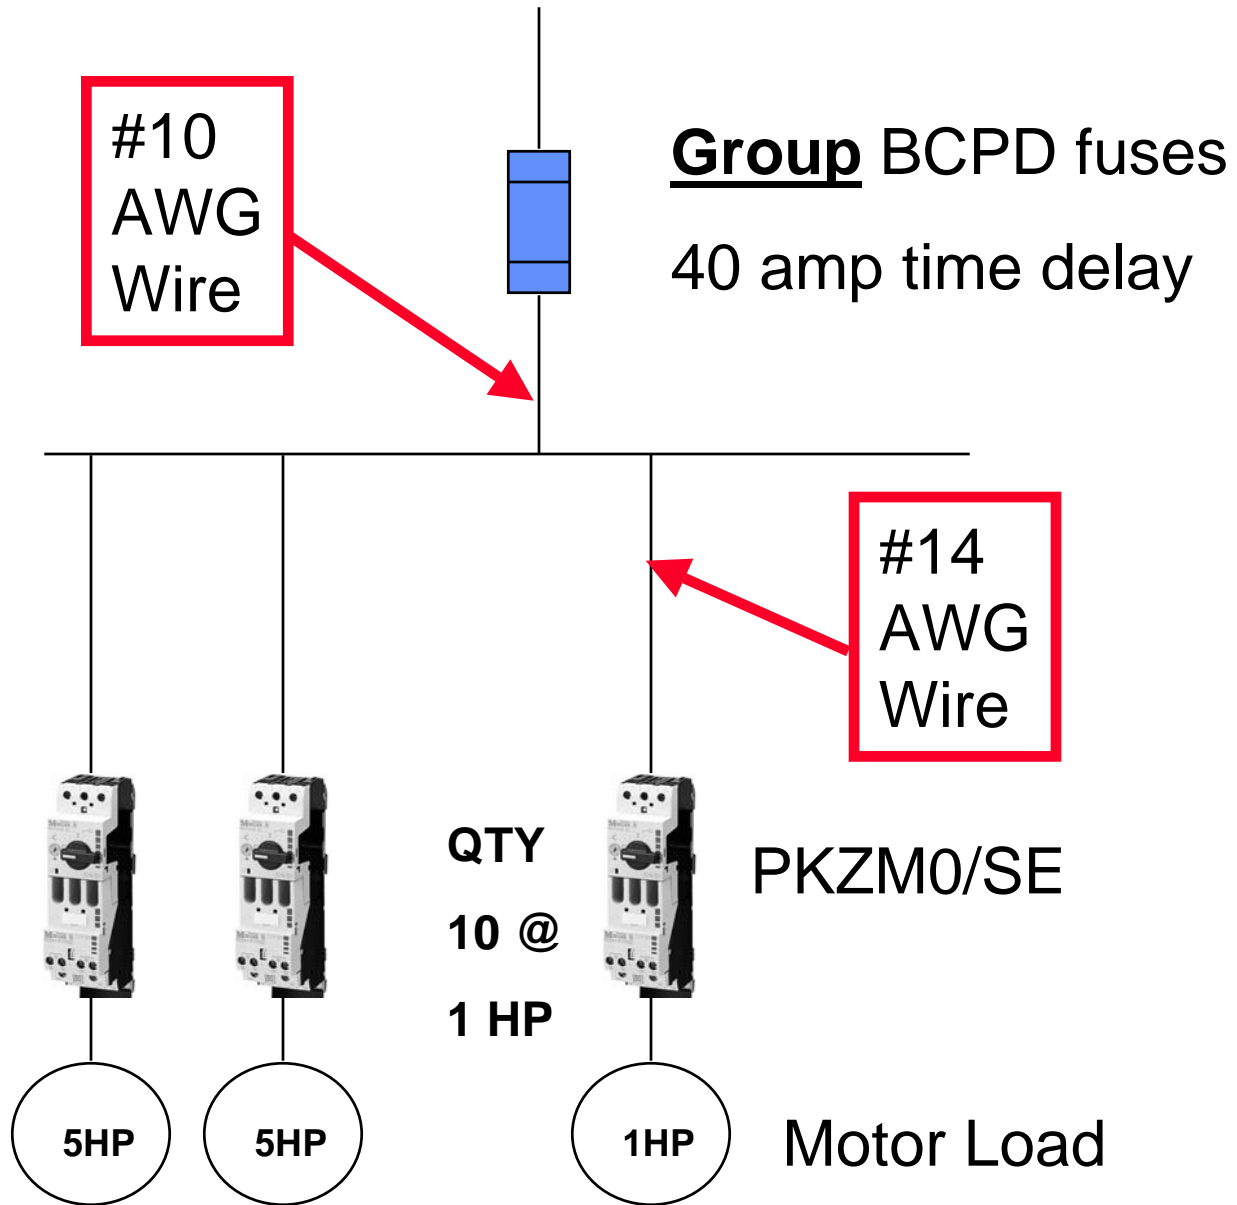 #10
AWG
Wire
Group BCPD fuses
40 amp time delay
#14
AWG
Wire
QTY
10 @
1 HP
PKZM0/SE
5HP
5HP
1HP
Motor Load